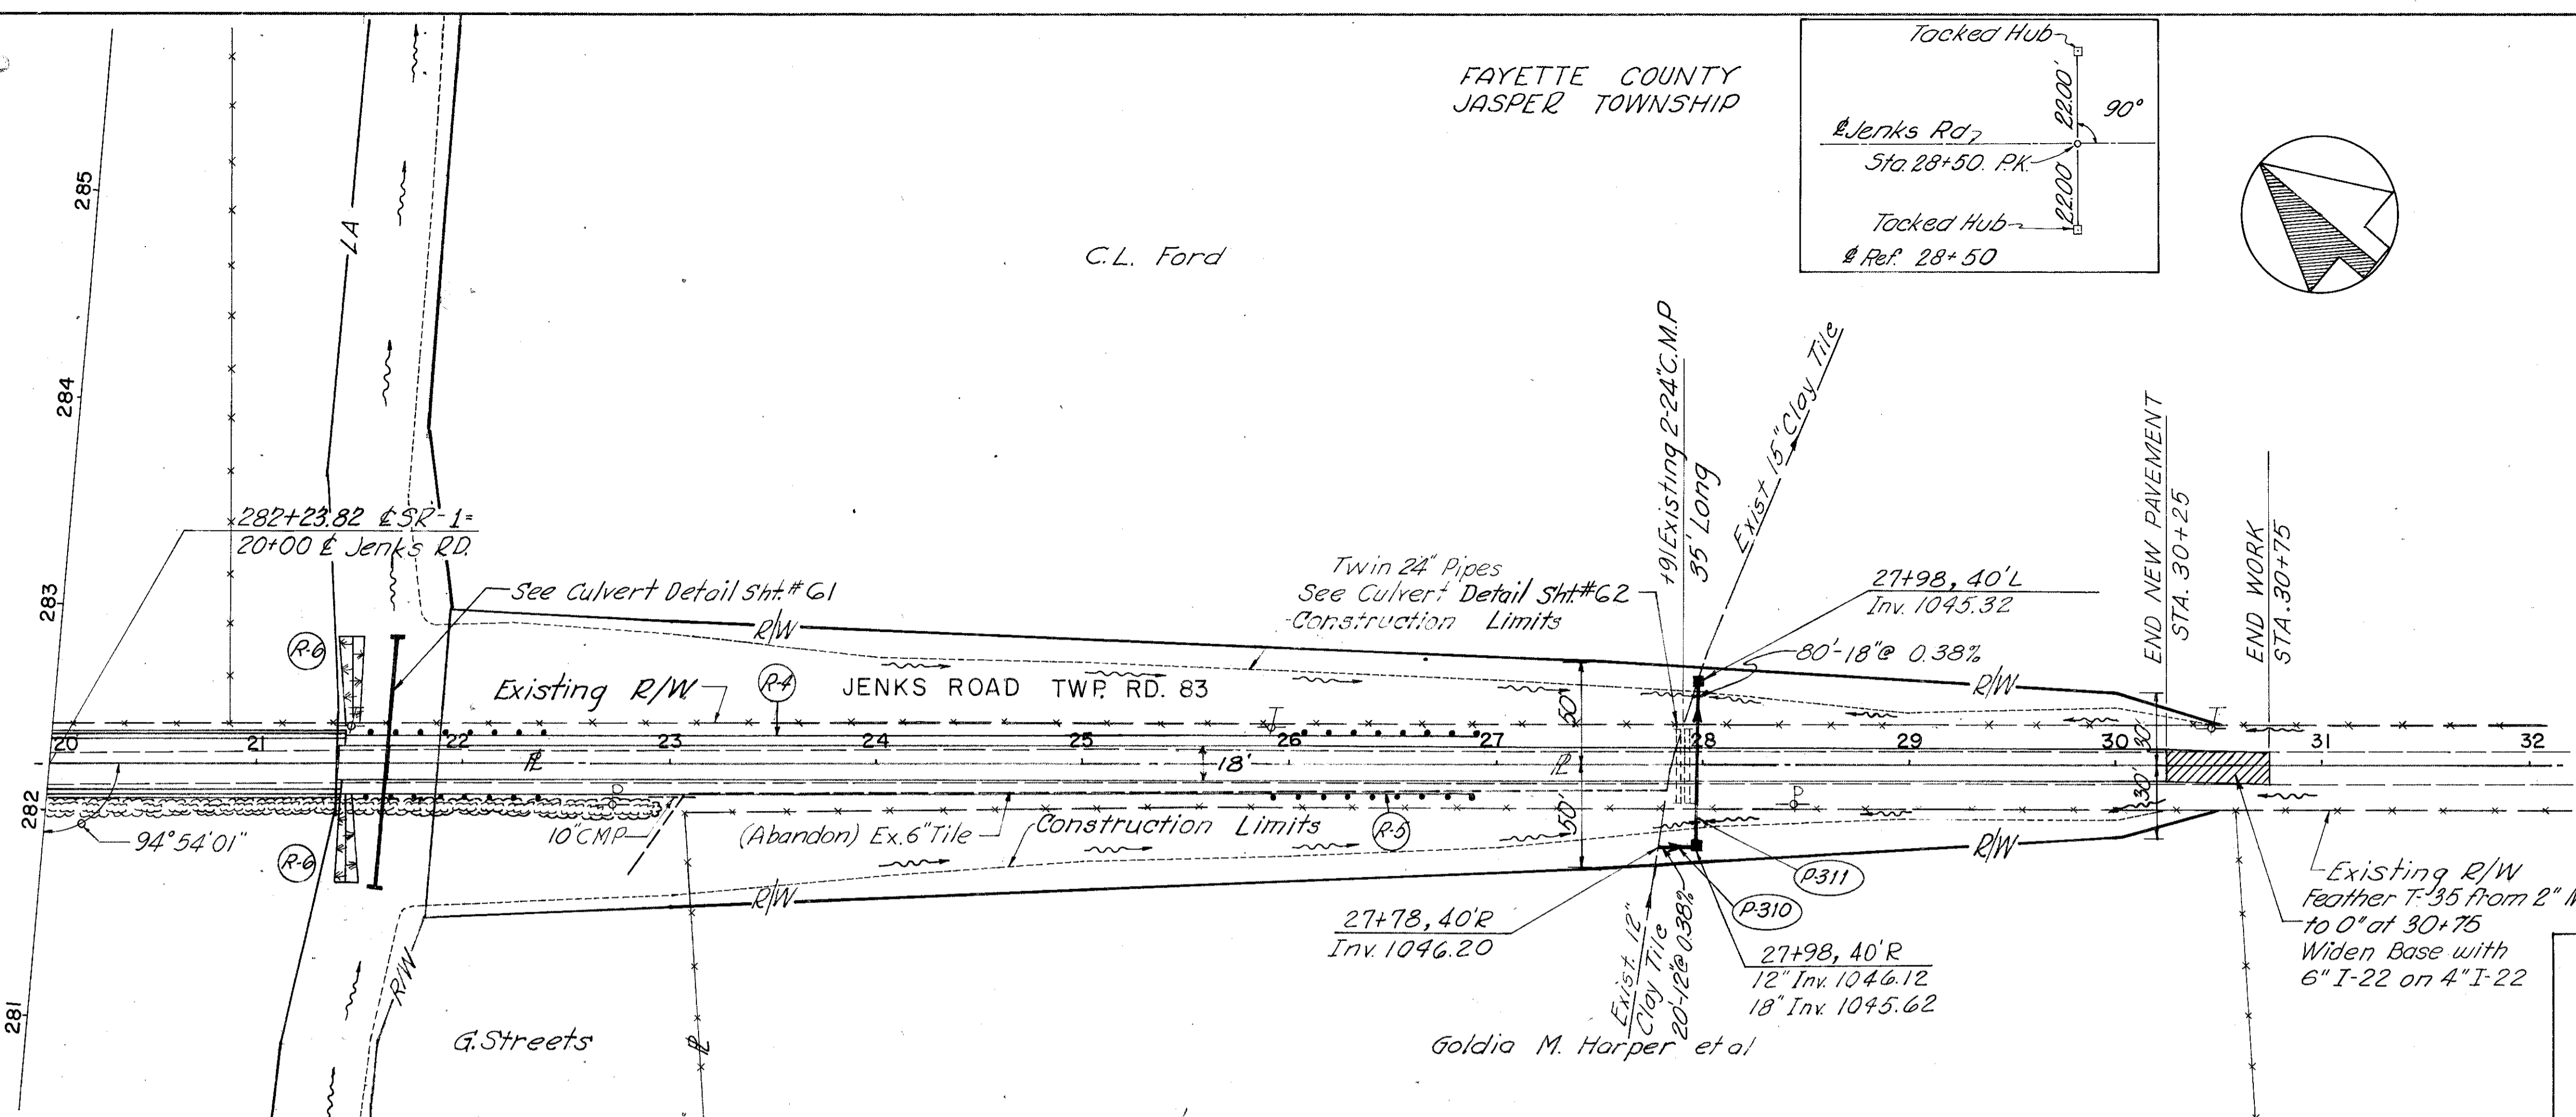 FAYETTE COUNTY
JASPER TOWNSHIP
Tacked Hub
22.00'
90°
℄ Jenks Rd
Sta. 28+50. P.K.
22.00'
Tacked Hub
℄ Ref. 28+50
285
LA
C.L. Ford
284
282+23.82 ℄ SR-1=
20+00 ℄ Jenks RD.
283
See Culvert Detail Sht.#61
R-6
R/W
Existing R/W
R-4
JENKS ROAD TWP. RD. 83
Twin 24" Pipes
See Culvert Detail Sht.#62
Construction Limits
+91 Existing 2-24" C.M.P
35' Long
Exist 15" Clay Tile
27+98, 40'L
Inv. 1045.32
80'-18"@ 0.38%
R/W
END NEW PAVEMENT
STA. 30+25
END WORK
STA. 30+75
50'
30'
20
21
22
23
24
25
26
27
28
29
30
31
32
T
T
PL
18'
PL
50'
30'
282
94°54'01"
P
10" CMP
(Abandon) Ex. 6" Tile
Construction Limits
R-5
P
R-6
R/W
R/W
R/W
P-311
P-310
27+78, 40'R
Inv. 1046.20
Exist. 12"
Clay Tile
20'-12"@ 0.38%
27+98, 40'R
12" Inv. 1046.12
18" Inv. 1045.62
Existing R/W
Feather T-35 from 2"
to 0" at 30+75
Widen Base with
6" I-22 on 4" I-22
281
G. Streets
PL
Goldia M. Harper et al